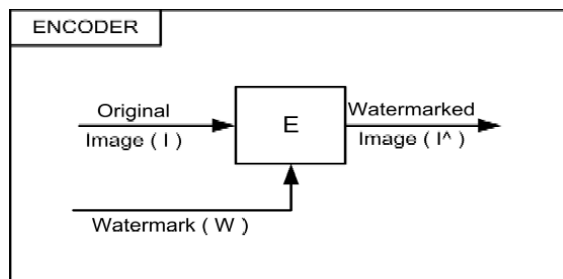 ENCODER
Original
Image ( I )
E
Watermarked
Image ( I^ )
Watermark ( W )